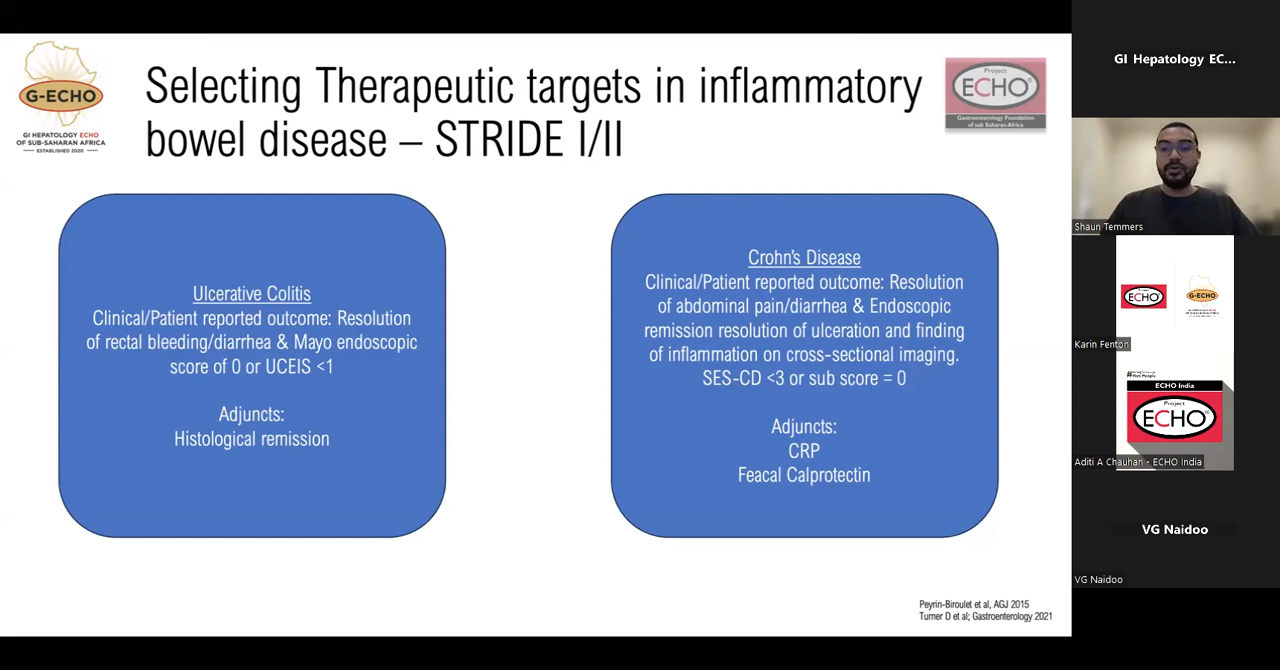 G-ECHO
GI HEPATOLOGY ECHO
OF SUB-SAHARAN AFRICA
ESTABLISHED 2020
Selecting Therapeutic targets in inflammatory
bowel disease – STRIDE I/II
Project
ECHO®
Gastroenterology Foundation
of sub Saharan Africa
Ulcerative Colitis
Clinical/Patient reported outcome: Resolution
of rectal bleeding/diarrhea & Mayo endoscopic
score of 0 or UCEIS <1
Adjuncts:
Histological remission
Crohn's Disease
Clinical/Patient reported outcome: Resolution
of abdominal pain/diarrhea & Endoscopic
remission resolution of ulceration and finding
of inflammation on cross-sectional imaging.
SES-CD <3 or sub score = 0
Adjuncts:
CRP
Feacal Calprotectin
Peyrin-Biroulet et al, AGJ 2015
Turner D et al; Gastroenterology 2021
GI Hepatology EC...
Shaun Temmers
ECHO
G-ECHO
Karin Fenton
Not People
ECHO India
Project
ECHO®
Aditi A Chauhan - ECHO India
VG Naidoo
VG Naidoo